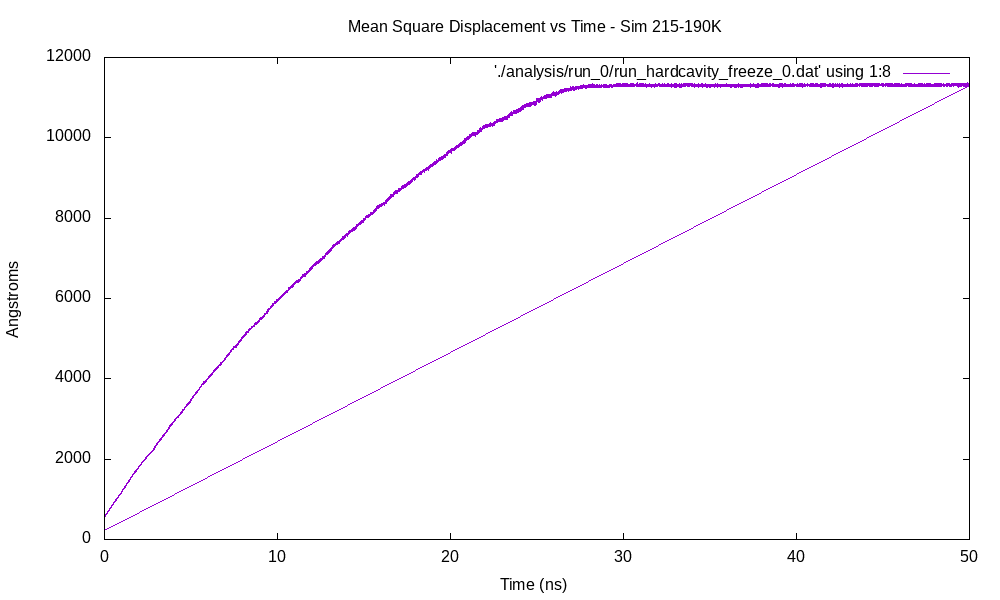 Mean Square Displacement vs Time - Sim 215-190K
'./analysis/run_0/run_hardcavity_freeze_0.dat' using 1:8
12000
10000
8000
6000
4000
2000
0
Angstroms
0 10 20 30 40 50
Time (ns)